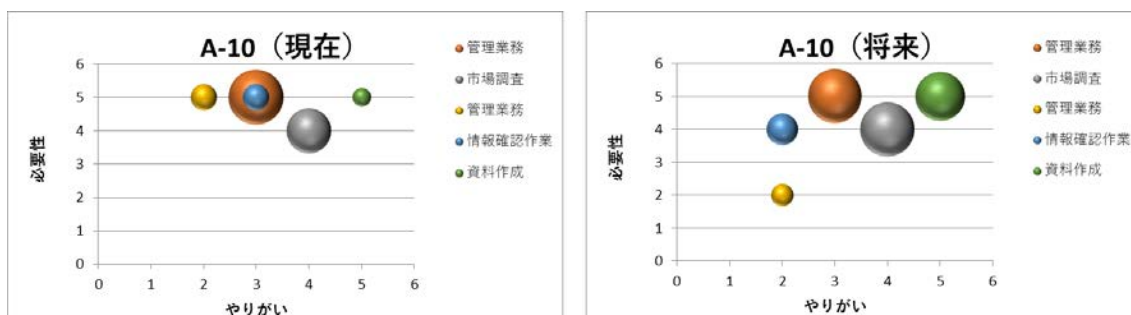 A-10（現在）
6
5
4
3
2
1
0
0 1 2 3 4 5 6
必要性
やりがい
管理業務
市場調査
管理業務
情報確認作業
資料作成
A-10（将来）
6
5
4
3
2
1
0
0 1 2 3 4 5 6
必要性
やりがい
管理業務
市場調査
管理業務
情報確認作業
資料作成